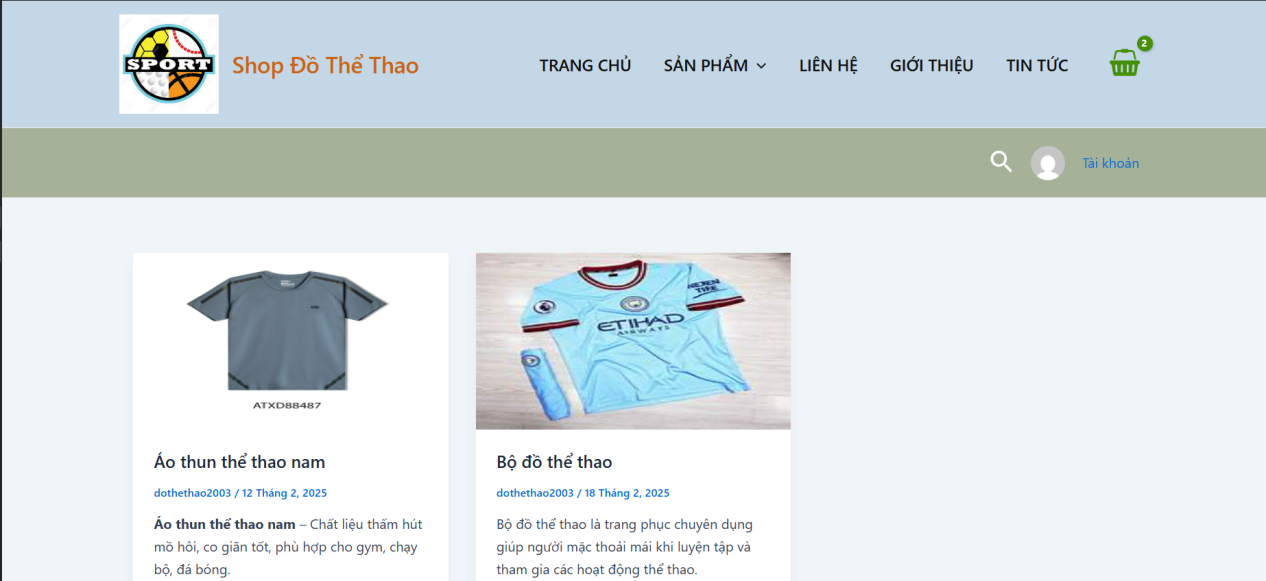 SPORT
Shop Đồ Thể Thao
TRANG CHỦ
SẢN PHẨM
LIÊN HỆ
GIỚI THIỆU
TIN TỨC
2
Tài khoản
ATXD88487
NEXEN
TIRE
ETIHAD
AIRWAYS
Áo thun thể thao nam
dothethao2003 / 12 Tháng 2, 2025
Áo thun thể thao nam – Chất liệu thấm hút
mồ hôi, co giãn tốt, phù hợp cho gym, chạy
bộ, đá bóng.
Bộ đồ thể thao
dothethao2003 / 18 Tháng 2, 2025
Bộ đồ thể thao là trang phục chuyên dụng
giúp người mặc thoải mái khi luyện tập và
tham gia các hoạt động thể thao.